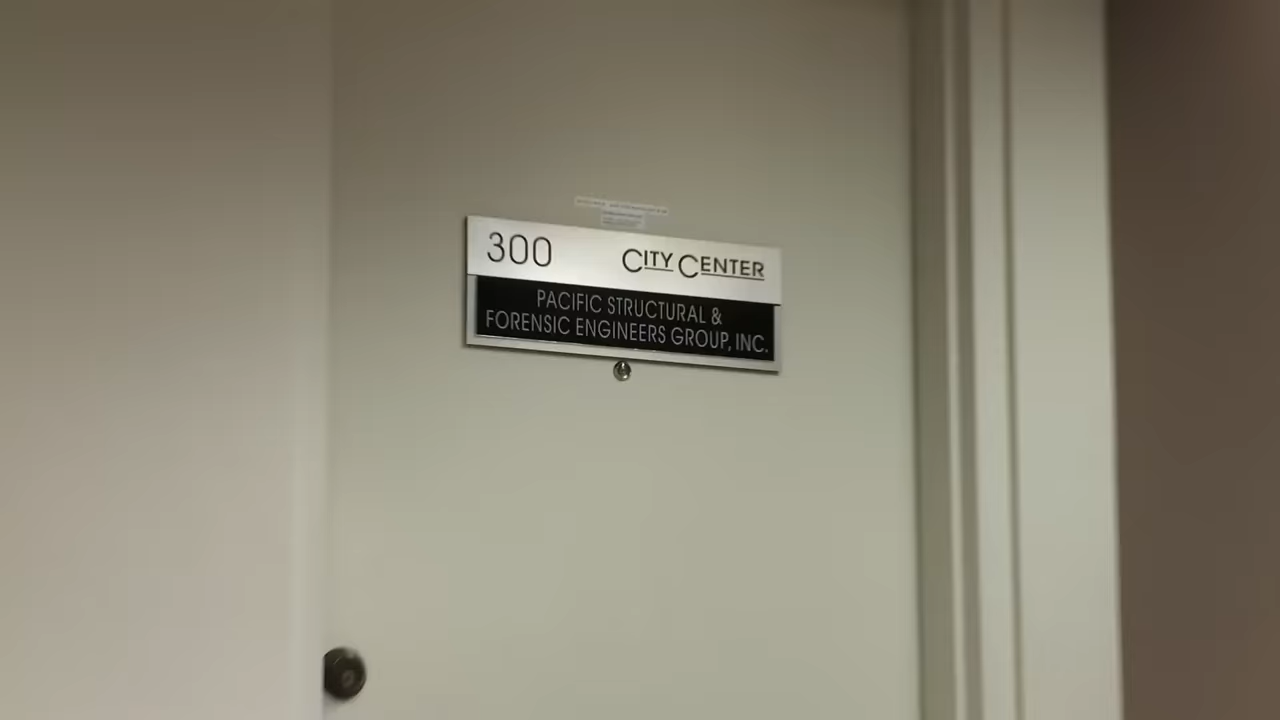 300 CITY CENTER
PACIFIC STRUCTURAL &
FORENSIC ENGINEERS GROUP, INC.